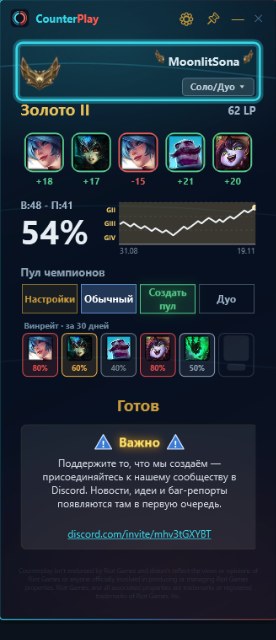 CounterPlay
MoonlitSona
Соло/Дуо
Золото II
62 LP
+18
+17
-15
+21
+20
В:48 - П:41
54%
GII
GIII
GIV
31.08
19.11
Пул чемпионов
Настройки
Обычный
Создать
пул
Дуо
Винрейт - за 30 дней
80%
60%
40%
80%
50%
Готов
Важно
Поддержите то, что мы создаём —
присоединяйтесь к нашему сообществу в
Discord. Новости, идеи и баг-репорты
появляются там в первую очередь.
discord.com/invite/mhv3tGXYBT